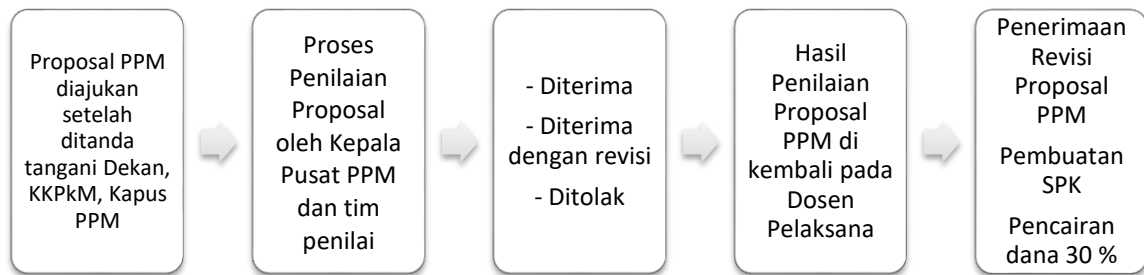 Proposal PPM
diajukan
setelah
ditanda
tangani Dekan,
KKPkM, Kapus
PPM
Proses
Penilaian
Proposal
oleh Kepala
Pusat PPM
dan tim
penilai
- Diterima
- Diterima
dengan revisi
- Ditolak
Hasil
Penilaian
Proposal
PPM di
kembali pada
Dosen
Pelaksana
Penerimaan
Revisi
Proposal
PPM
Pembuatan
SPK
Pencairan
dana 30 %